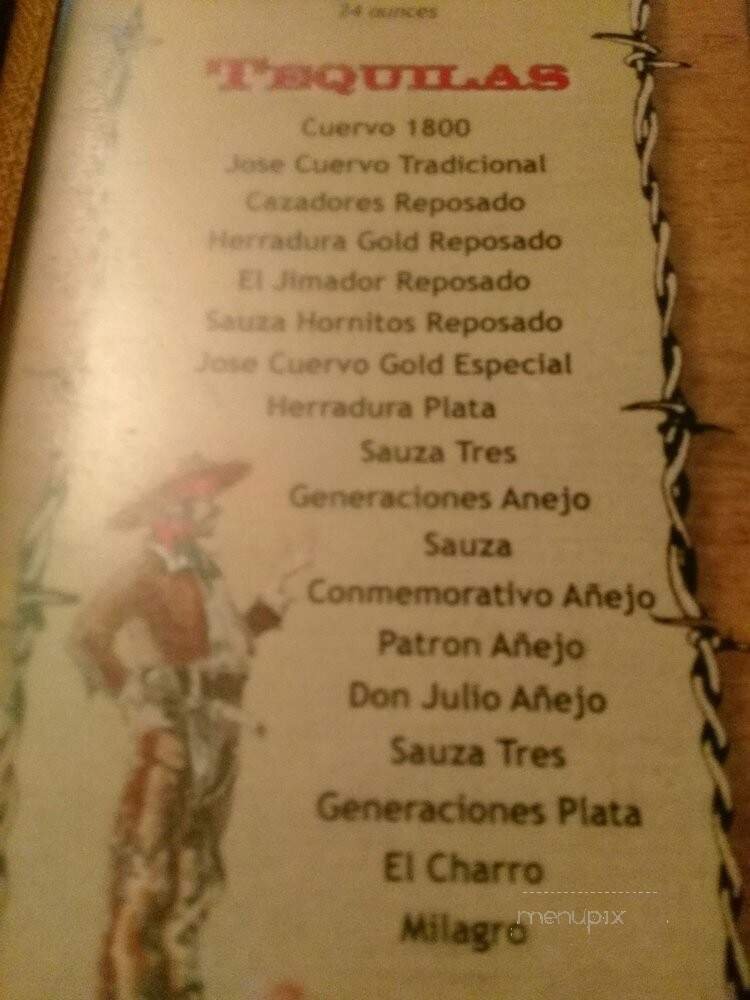 24 ounces
TEQUILAS
Cuervo 1800
Jose Cuervo Tradicional
Cazadores Reposado
Herradura Gold Reposado
El Jimador Reposado
Sauza Hornitos Reposado
Jose Cuervo Gold Especial
Herradura Plata
Sauza Tres
Generaciones Anejo
Sauza
Conmemorativo Añejo
Patron Añejo
Don Julio Añejo
Sauza Tres
Generaciones Plata
El Charro
Milagro
menupix